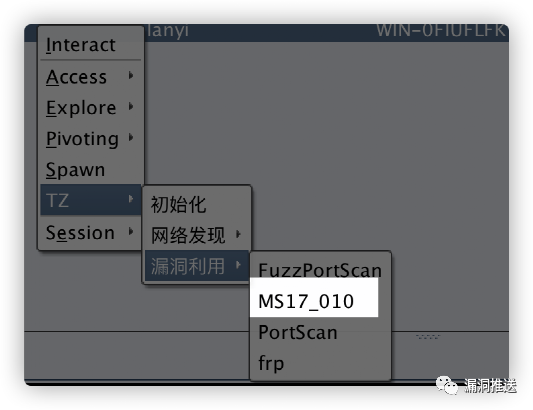 lanyi WIN-0FIUFLFK
Interact
Access
Explore
Pivoting
Spawn
TZ
Session
初始化
网络发现
漏洞利用
FuzzPortScan
MS17_010
PortScan
frp
漏洞推送